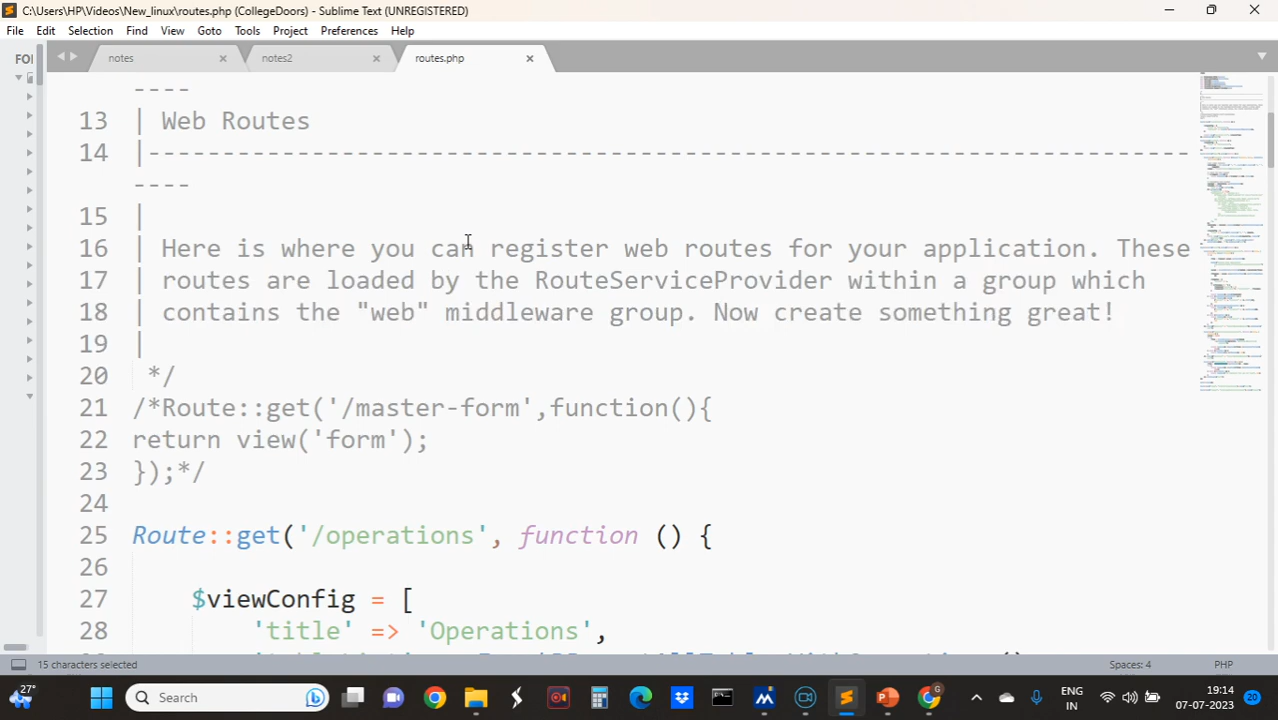 C:\Users\HP\Videos\New_linux\routes.php (CollegeDoors) - Sublime Text (UNREGISTERED)
File Edit Selection Find View Goto Tools Project Preferences Help
FOI
notes notes2 routes.php
----
13 | Web Routes
14 |-----------------------------------------------------------------------
----
15 |
16 | Here is where you can register web routes for your application. These
17 | routes are loaded by the RouteServiceProvider within a group which
18 | contains the "web" middleware group. Now create something great!
19 |
20 */
21 /*Route::get('/master-form',function(){
22 return view('form');
23 });*/
24
25 Route::get('/operations', function () {
26
27 $viewConfig = [
28 'title' => 'Operations',
15 characters selected Spaces: 4 PHP
27° Search ENG 19:14
IN 07-07-2023 20